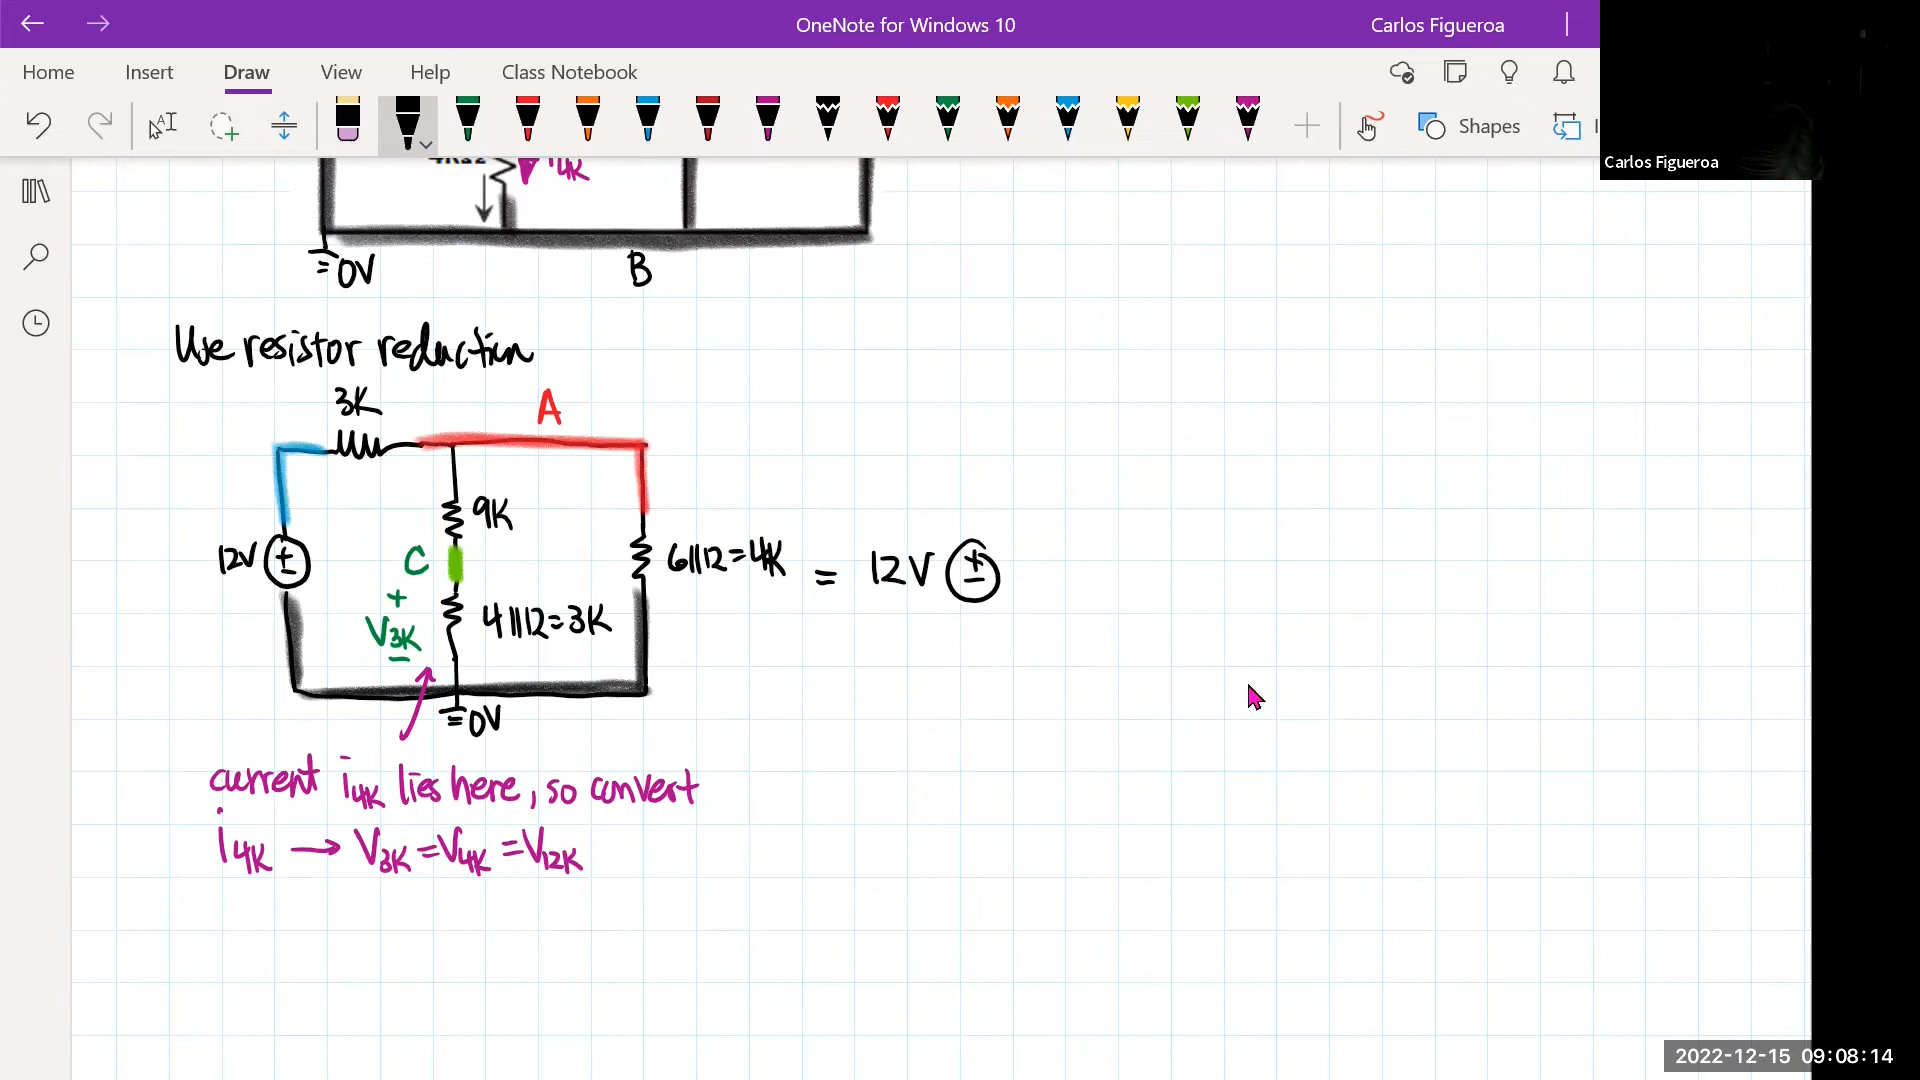 OneNote for Windows 10
Carlos Figueroa
Home Insert Draw View Help Class Notebook
Shapes
Carlos Figueroa
4K
=0V
B
Use resistor reduction
3K
A
9K
12V
C
+
V3K
6||12=4K
= 12V
4||12=3K
=0V
current i4K lies here, so convert
i4K → V3K = V4K = V12K
2022-12-15 09:08:14